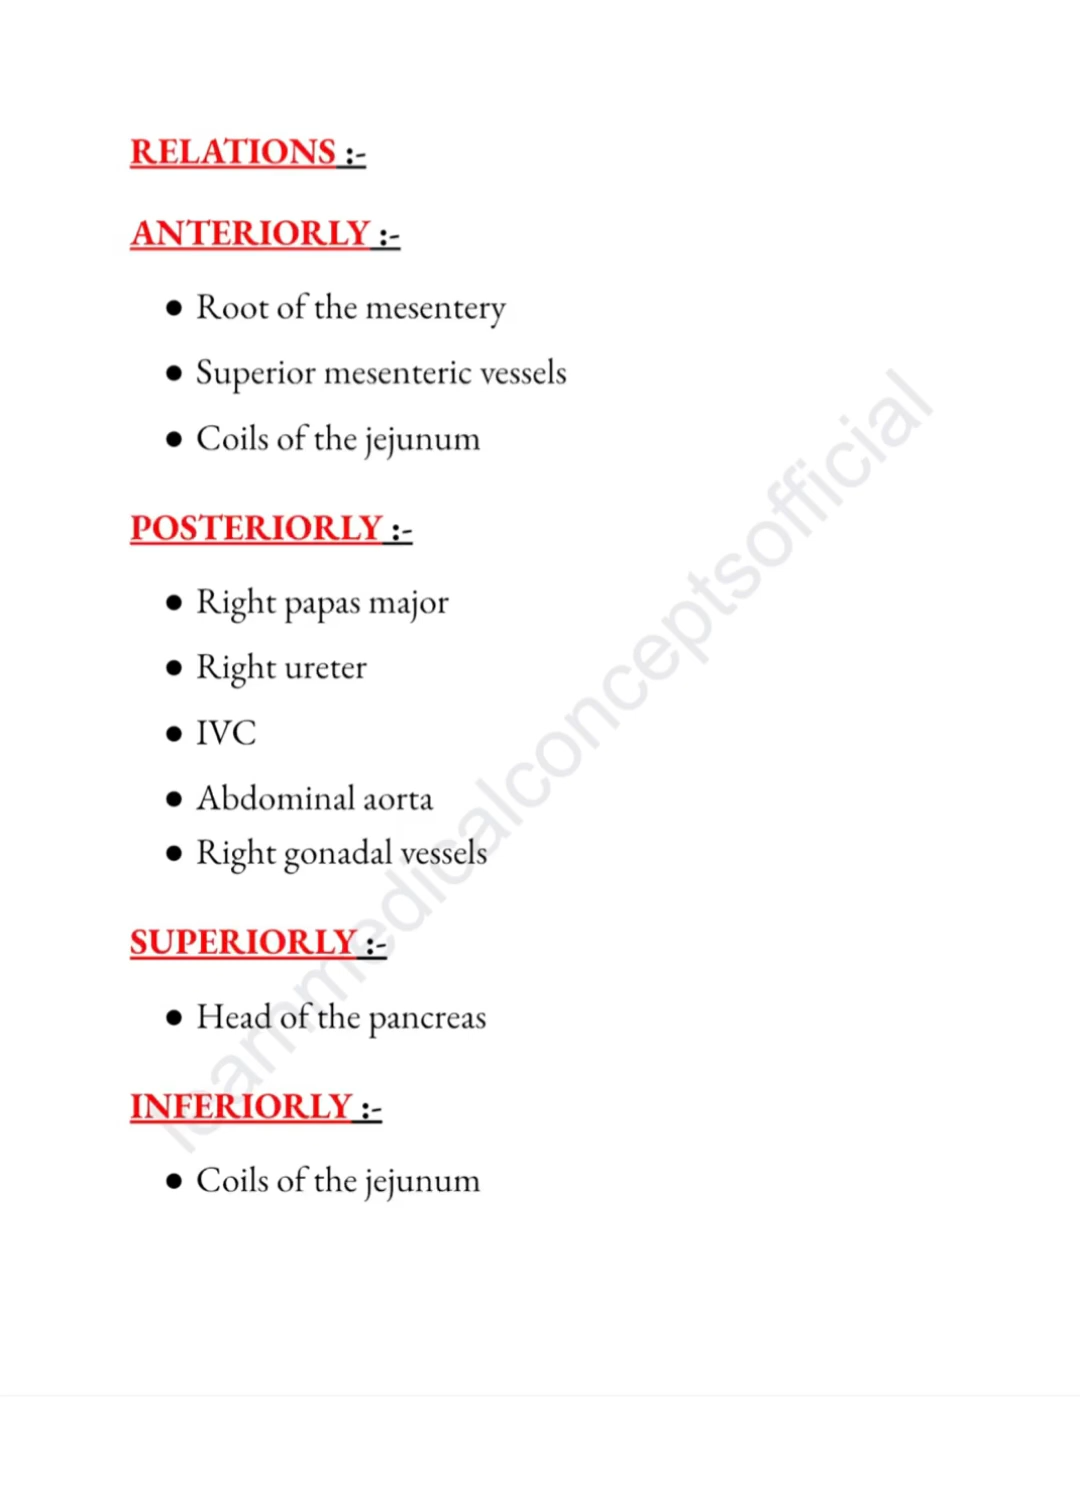 RELATIONS :-
ANTERIORLY :-
● Root of the mesentery
● Superior mesenteric vessels
● Coils of the jejunum
POSTERIORLY :-
● Right papas major
● Right ureter
● IVC
● Abdominal aorta
● Right gonadal vessels
SUPERIORLY :-
● Head of the pancreas
INFERIORLY :-
● Coils of the jejunum
learnmedicalconceptsofficial